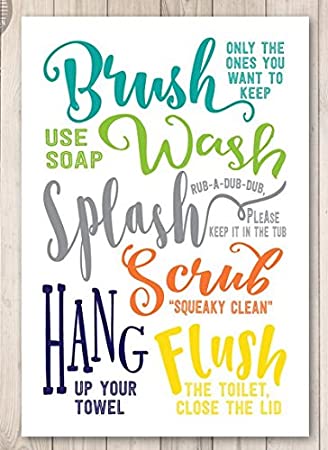 Brush
ONLY THE
ONES YOU
WANT TO
KEEP
USE
SOAP
Wash
Splash
RUB-A-DUB-DUB,
PLEASE
KEEP IT IN THE TUB
Scrub
"SQUEAKY CLEAN"
HANG
UP YOUR
TOWEL
Flush
THE TOILET,
CLOSE THE LID